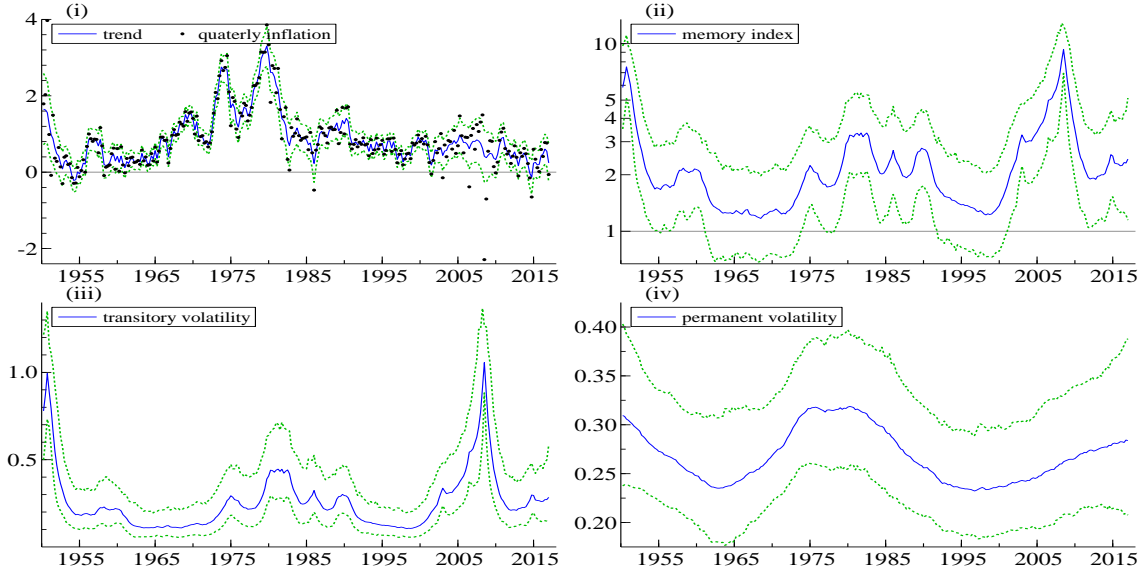 (i)
trend quaterly inflation
4
2
0
-2
1955 1965 1975 1985 1995 2005 2015
(ii)
memory index
10
5
3
2
1
1955 1965 1975 1985 1995 2005 2015
(iii)
transitory volatility
1.0
0.5
1955 1965 1975 1985 1995 2005 2015
(iv)
permanent volatility
0.40
0.35
0.30
0.25
0.20
1955 1965 1975 1985 1995 2005 2015